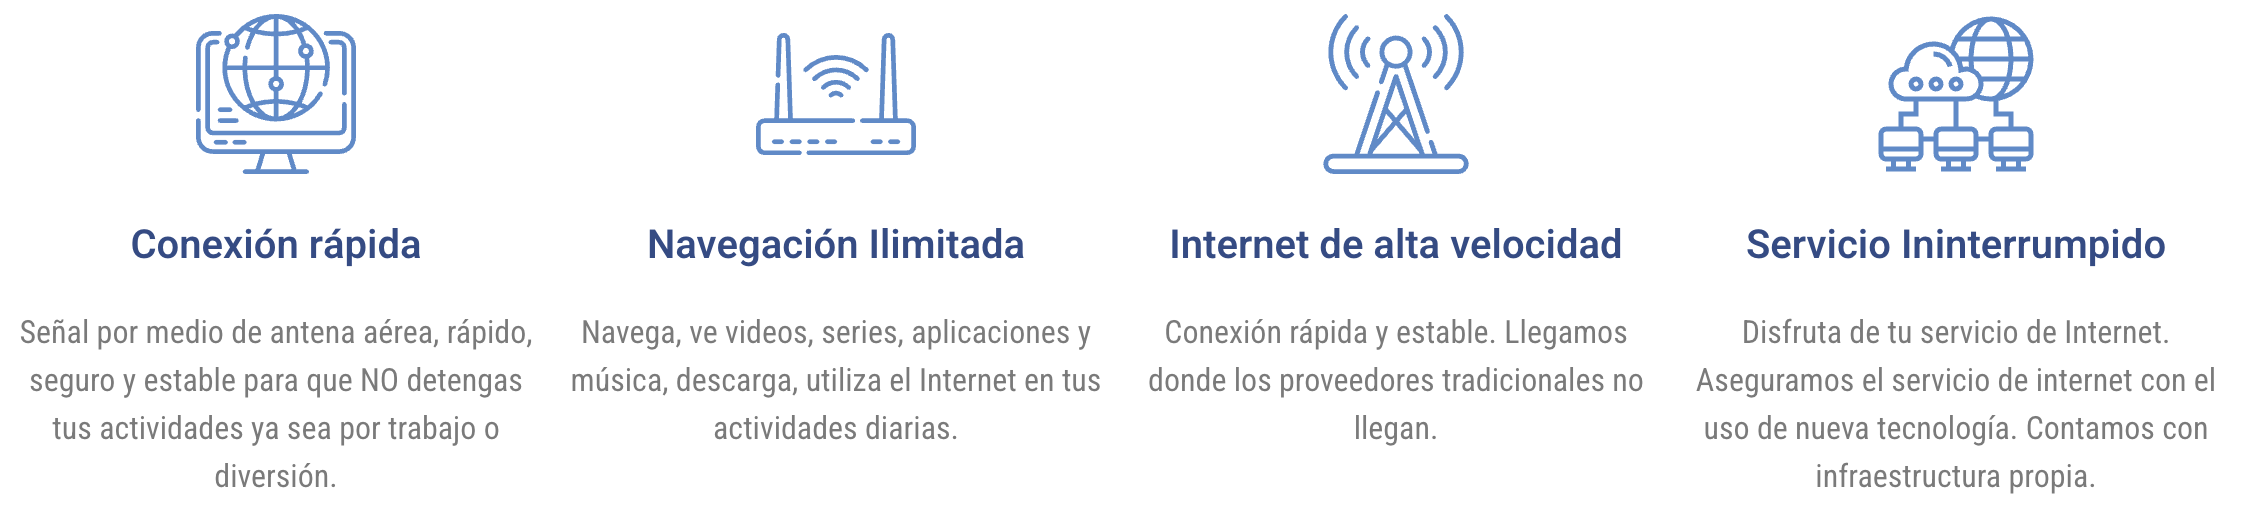 Conexión rápida
Señal por medio de antena aérea, rápido,
seguro y estable para que NO detengas
tus actividades ya sea por trabajo o
diversión.
Navegación Ilimitada
Navega, ve videos, series, aplicaciones y
música, descarga, utiliza el Internet en tus
actividades diarias.
Internet de alta velocidad
Conexión rápida y estable. Llegamos
donde los proveedores tradicionales no
llegan.
Servicio Ininterrumpido
Disfruta de tu servicio de Internet.
Aseguramos el servicio de internet con el
uso de nueva tecnología. Contamos con
infraestructura propia.